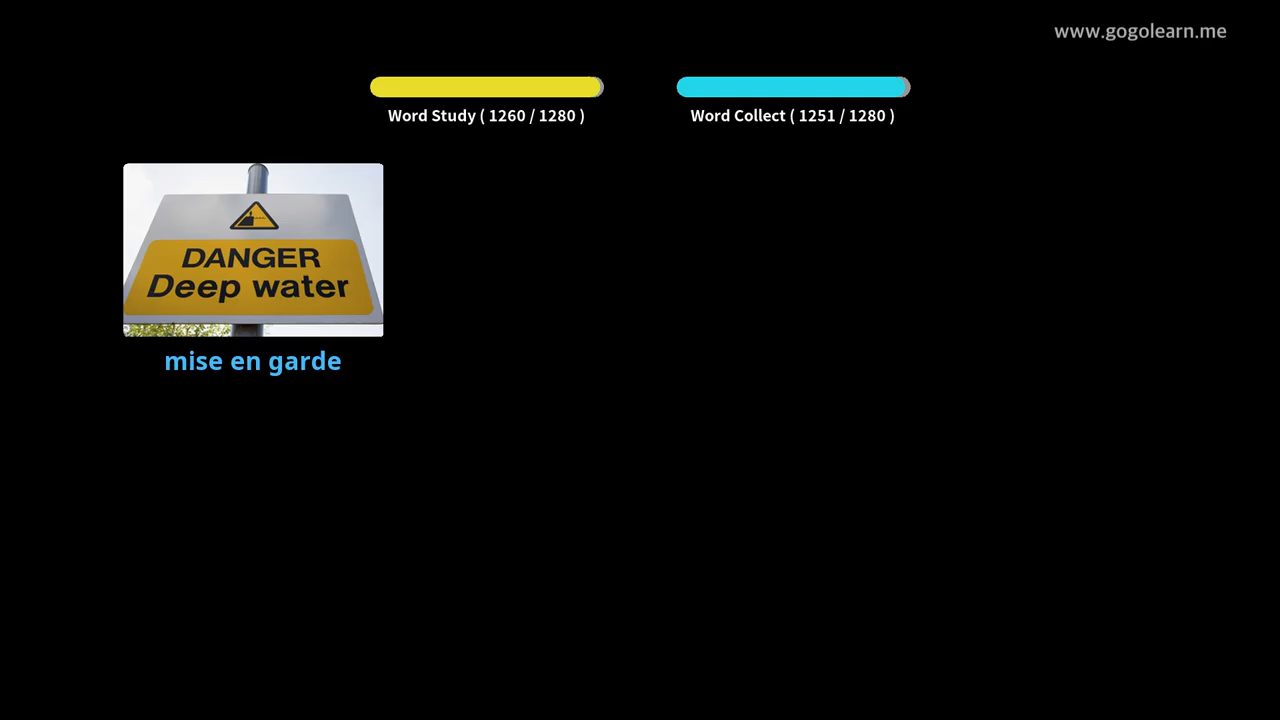 www.gogolearn.me
Word Study ( 1260 / 1280 )
Word Collect ( 1251 / 1280 )
DANGER
Deep water
mise en garde